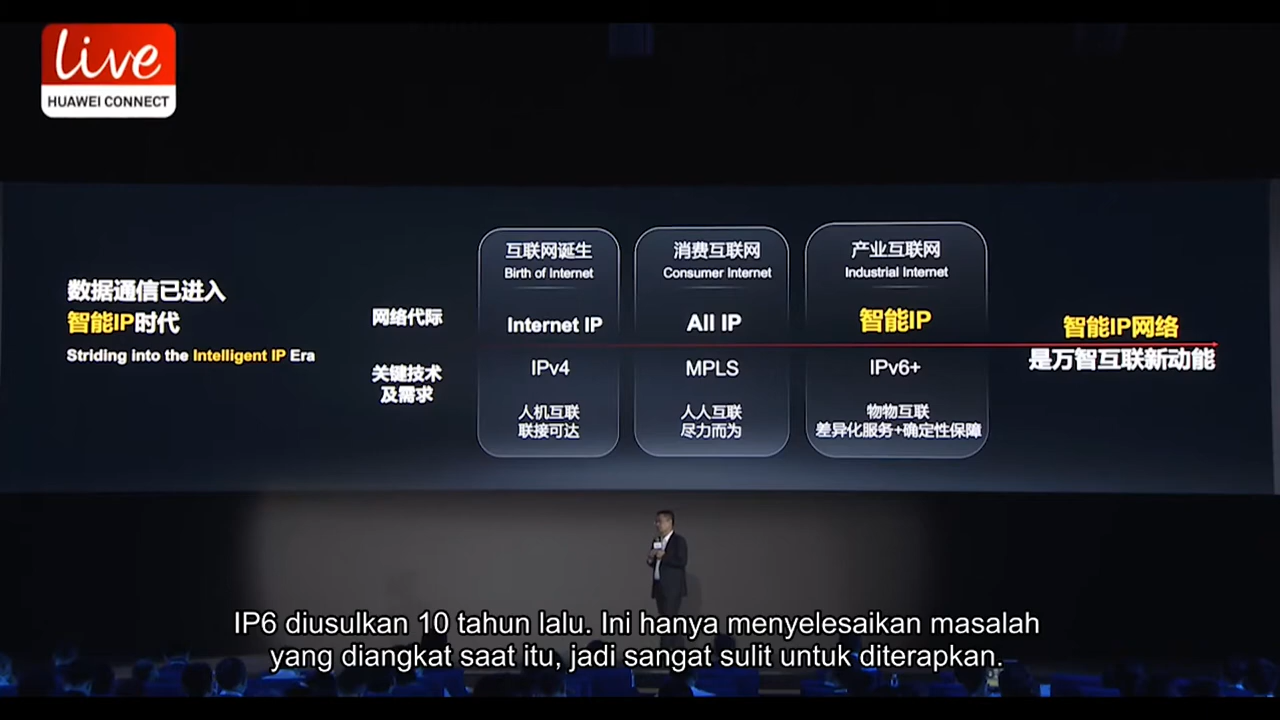 Live
HUAWEI CONNECT
数据通信已进入
智能IP时代
Striding into the Intelligent IP Era
网络代际
关键技术
及需求
互联网诞生
Birth of Internet
Internet IP
IPv4
人机互联
联接可达
消费互联网
Consumer Internet
All IP
MPLS
人人互联
尽力而为
产业互联网
Industrial Internet
智能IP
IPv6+
物物互联
差异化服务+确定性保障
智能IP网络
是万智互联新动能
IP6 diusulkan 10 tahun lalu. Ini hanya menyelesaikan masalah
yang diangkat saat itu, jadi sangat sulit untuk diterapkan.